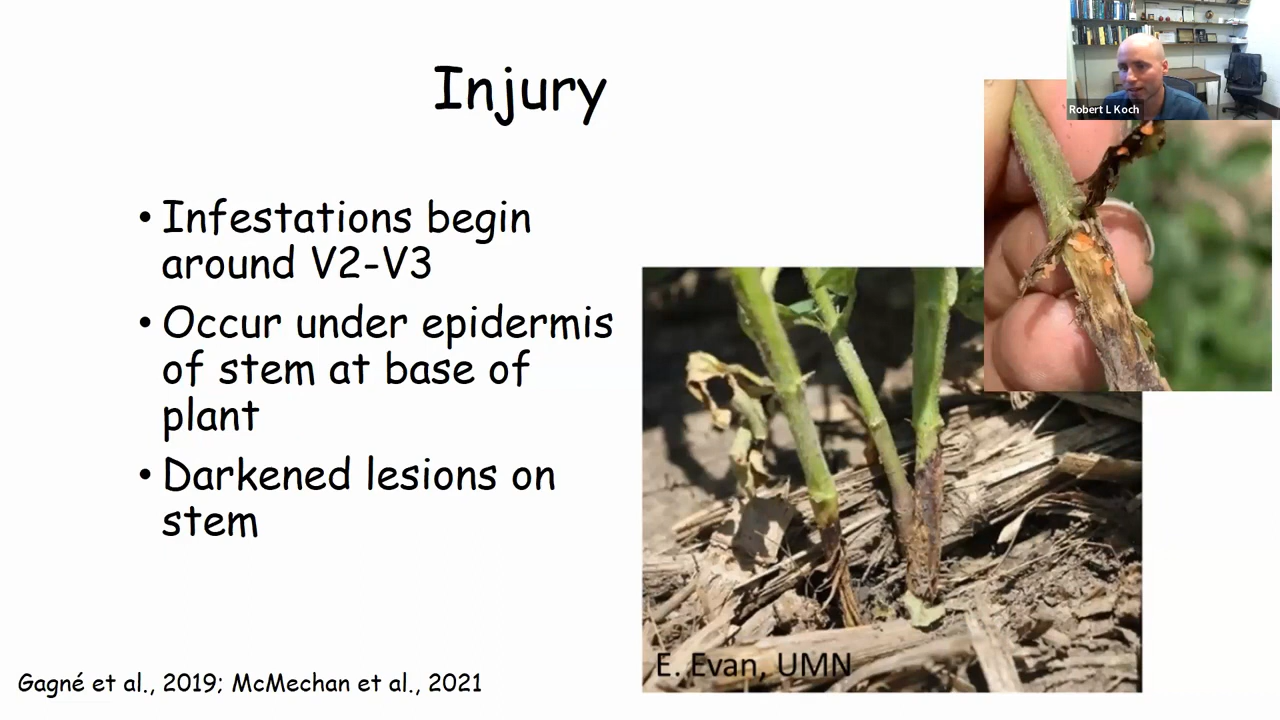 Injury
Robert L Koch
• Infestations begin
around V2-V3
• Occur under epidermis
of stem at base of
plant
• Darkened lesions on
stem
E. Evan, UMN
Gagné et al., 2019; McMechan et al., 2021